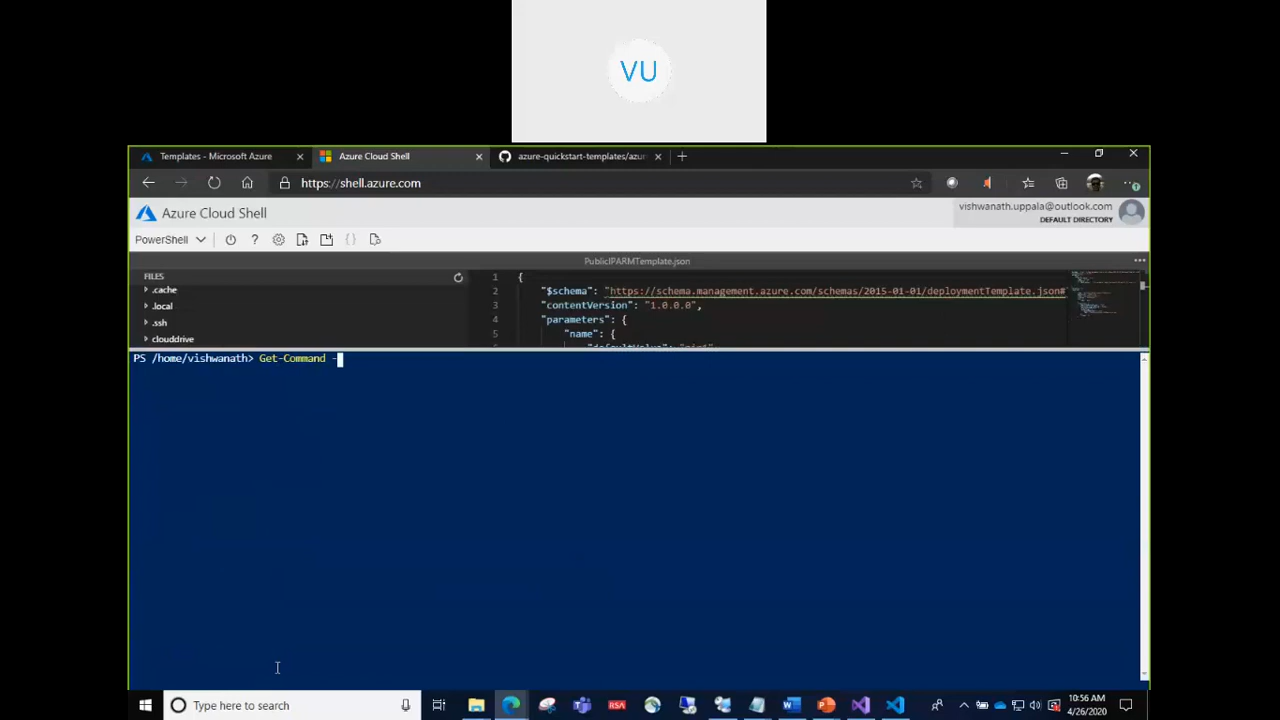 VU
Templates - Microsoft Azure
Azure Cloud Shell
azure-quickstart-templates/azur
https://shell.azure.com
Azure Cloud Shell
vishwanath.uppala@outlook.com
DEFAULT DIRECTORY
PowerShell
PublicIPARMTemplate.json
FILES
.cache
.local
.ssh
clouddrive
1 {
2 "$schema": "https://schema.management.azure.com/schemas/2015-01-01/deploymentTemplate.json#
3 "contentVersion": "1.0.0.0",
4 "parameters": {
5 "name": {
PS /home/vishwanath> Get-Command -
Type here to search
RSA
10:56 AM
4/26/2020